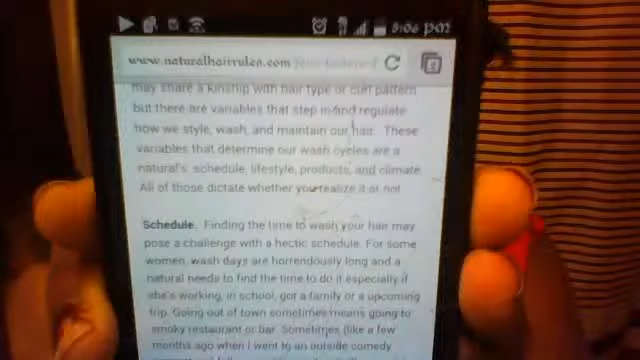 5:06 PM
www.naturalhairrules.com
may share a kinship with hair type or curl pattern
but there are variables that step in and regulate
how we style, wash, and maintain our hair. These
variables that determine our wash cycles are a
natural's schedule, lifestyle, products, and climate.
All of those dictate whether you realize it or not
Schedule. Finding the time to wash your hair may
pose a challenge with a hectic schedule. For some
women, wash days are horrendously long and a
natural needs to find the time to do it especially if
she's working, in school, got a family or a upcoming
trip. Going out of town sometimes means going to
smoky restaurant or bar. Sometimes (like a few
months ago when I went to an outside comedy